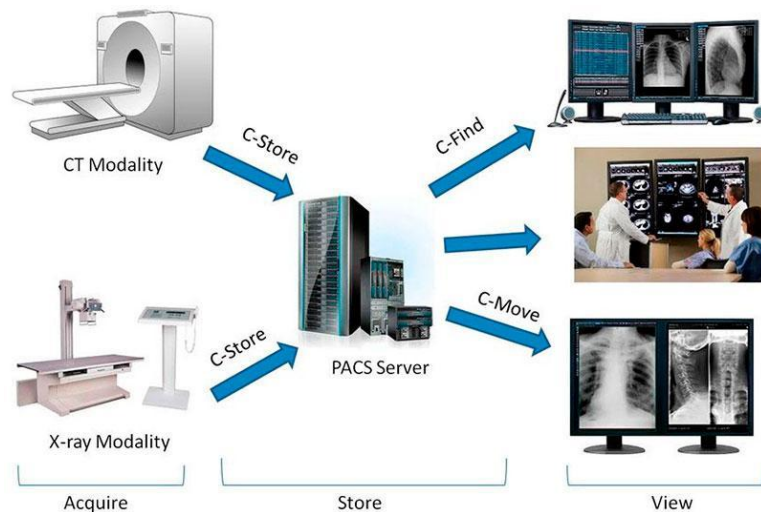 CT Modality
C-Store
C-Find
C-Store
C-Move
PACS Server
X-ray Modality
Acquire
Store
View